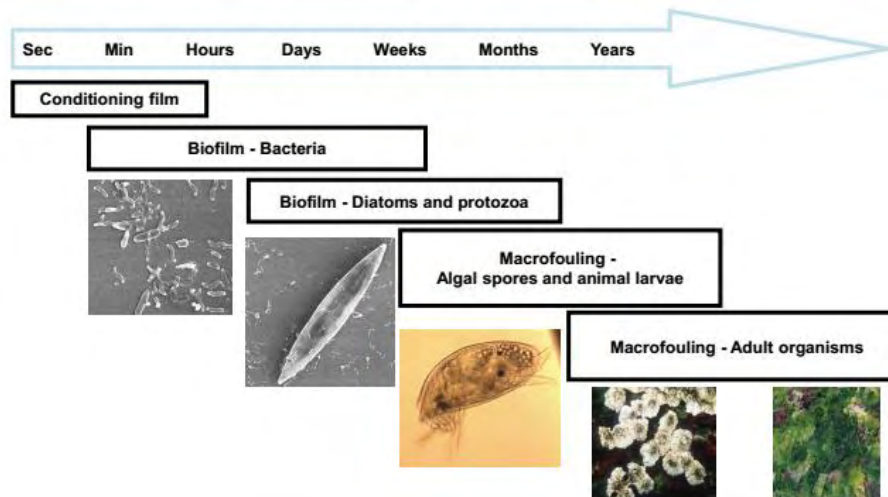 Sec Min Hours Days Weeks Months Years
Conditioning film
Biofilm - Bacteria
Biofilm - Diatoms and protozoa
Macrofouling -
Algal spores and animal larvae
Macrofouling - Adult organisms